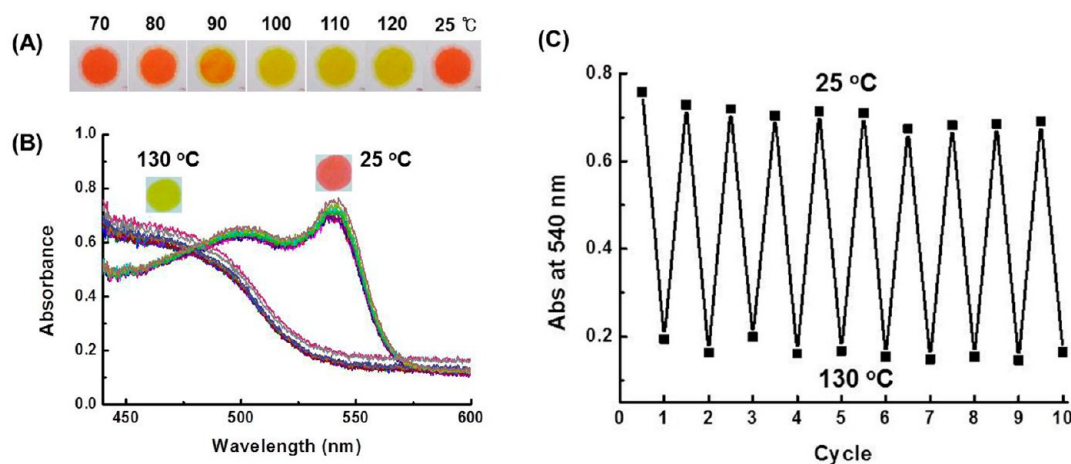 (A)
70 80 90 100 110 120 25 ℃
(B)
130 °C
25 °C
Absorbance
1.0
0.8
0.6
0.4
0.2
0.0
450 500 550 600
Wavelength (nm)
(C)
Abs at 540 nm
0.8
0.6
0.4
0.2
25 °C
130 °C
0 1 2 3 4 5 6 7 8 9 10
Cycle